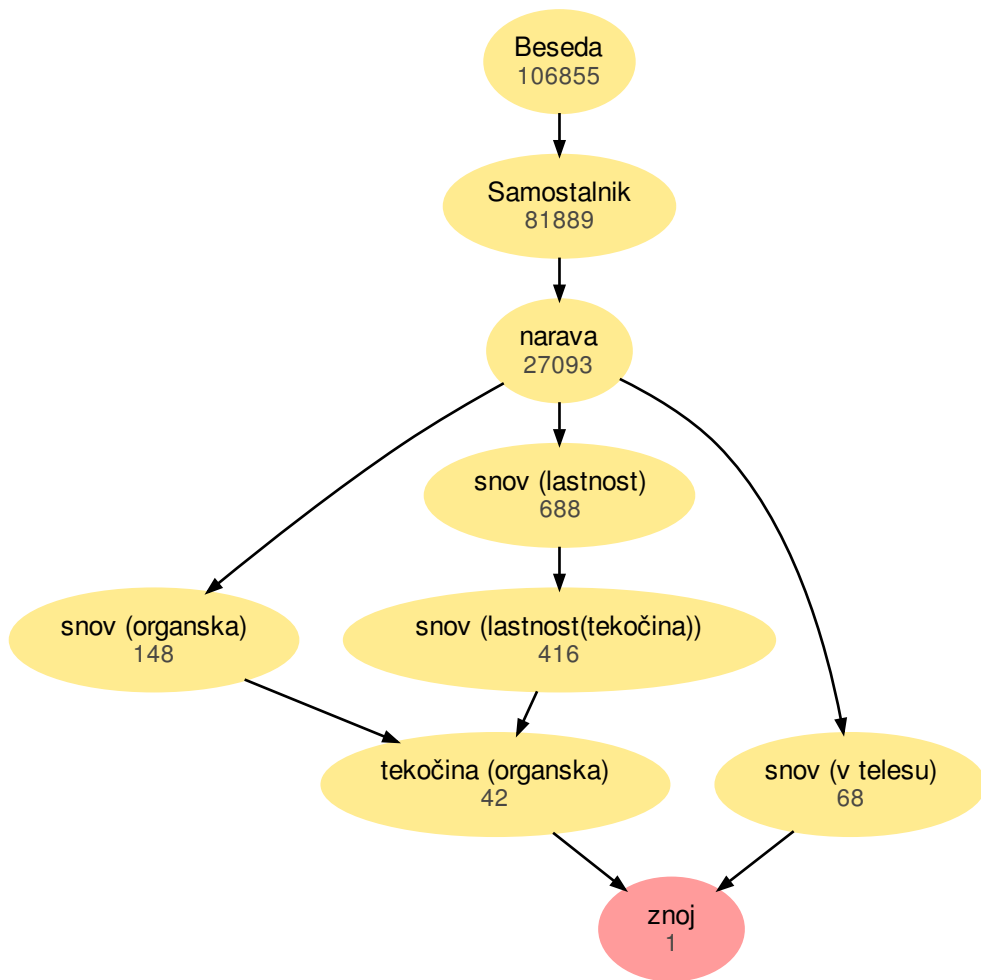 Beseda
106855
Samostalnik
81889
narava
27093
snov (lastnost)
688
snov (organska)
148
snov (lastnost(tekočina))
416
tekočina (organska)
42
snov (v telesu)
68
znoj
1